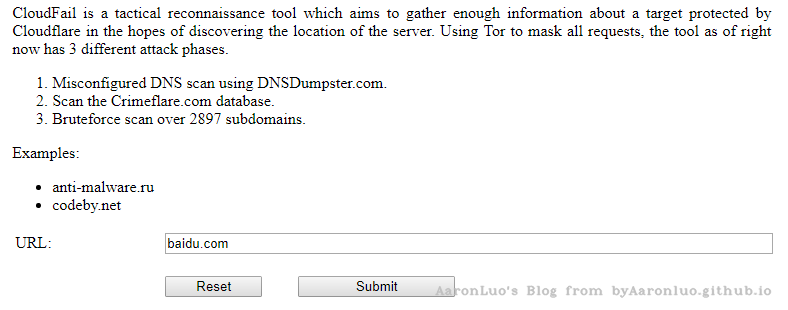 CloudFail is a tactical reconnaissance tool which aims to gather enough information about a target protected by
Cloudflare in the hopes of discovering the location of the server. Using Tor to mask all requests, the tool as of right
now has 3 different attack phases.
1. Misconfigured DNS scan using DNSDumpster.com.
2. Scan the Crimeflare.com database.
3. Bruteforce scan over 2897 subdomains.
Examples:
• anti-malware.ru
• codeby.net
URL: baidu.com
Reset Submit
AaronLuo's Blog from byAaronluo.github.io